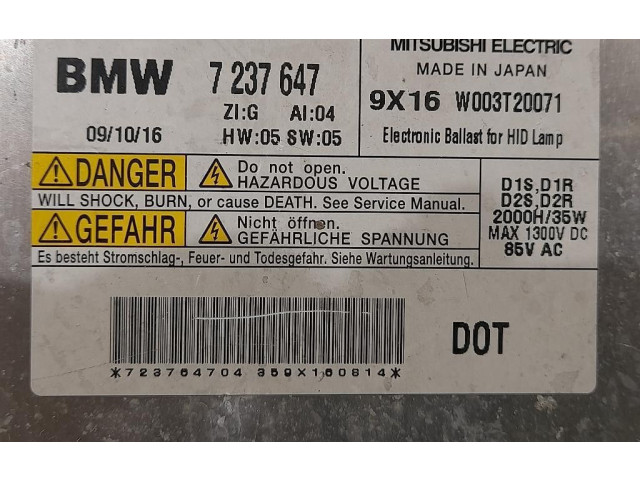 MITSUBISHI ELECTRIC
MADE IN JAPAN
BMW 7 237 647
9X16 W003T20071
ZI:G AI:04
09/10/16 HW:05 SW:05
Electronic Ballast for HID Lamp
DANGER Do not open.
HAZARDOUS VOLTAGE
WILL SHOCK, BURN, or cause DEATH. See Service Manual.
GEFAHR Nicht öffnen.
GEFÄHRLICHE SPANNUNG
Es besteht Stromschlag-, Feuer- und Todesgefahr. Siehe Wartungsanleitung.
D1S,D1R
D2S,D2R
2000H/35W
MAX 1300V DC
85V AC
DOT
*723764704 359X160814*